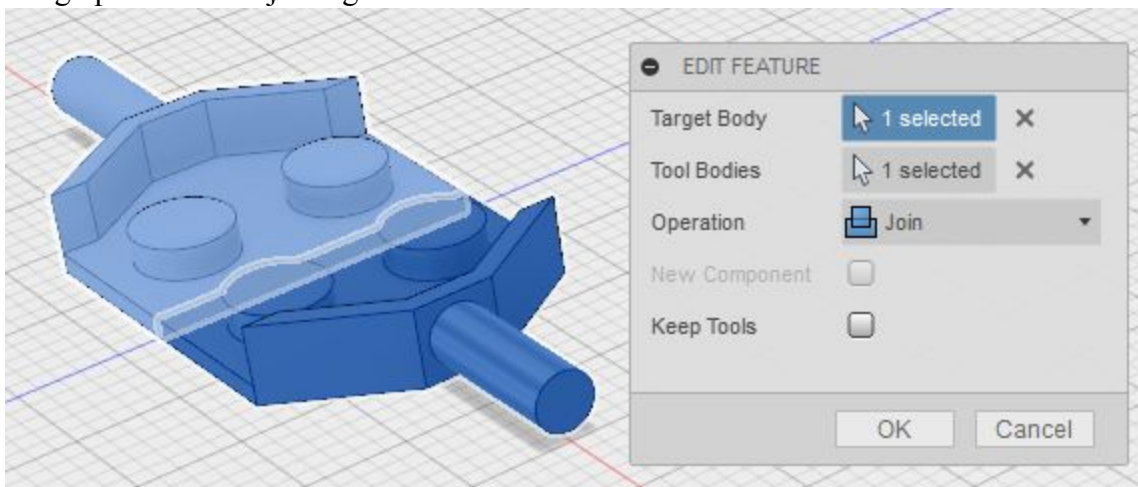 EDIT FEATURE
Target Body 1 selected
Tool Bodies 1 selected
Operation Join
New Component
Keep Tools
OK Cancel